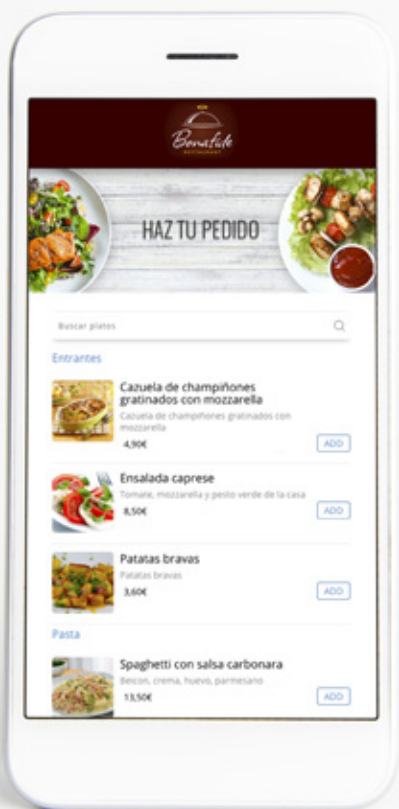 Bonafide
RESTAURANT
HAZ TU PEDIDO
Buscar platos
Entrantes
Cazuela de champiñones
gratinados con mozzarella
Cazuela de champiñones gratinados con
mozzarella
4,90€
ADD
Ensalada caprese
Tomate, mozzarella y pesto verde de la casa
8,50€
ADD
Patatas bravas
Patatas bravas
3,60€
ADD
Pasta
Spaghetti con salsa carbonara
Beicon, crema, huevo, parmesano
13,50€
ADD